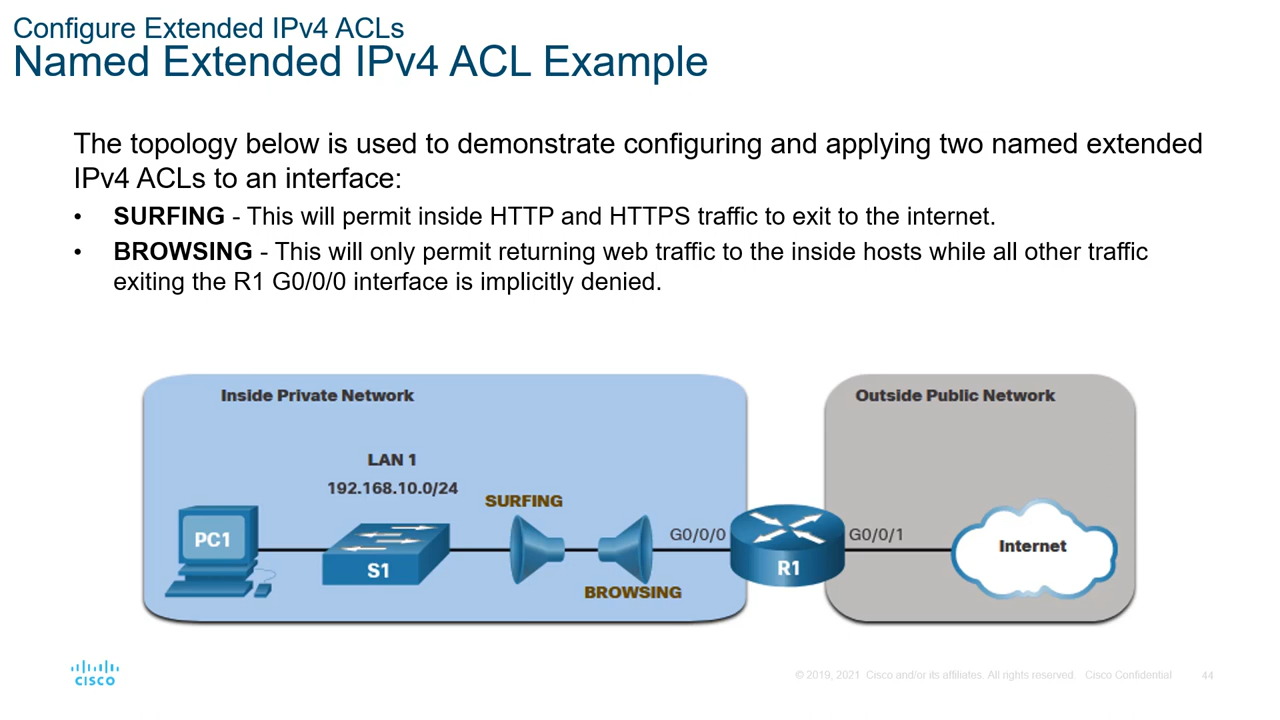 Configure Extended IPv4 ACLs
Named Extended IPv4 ACL Example
The topology below is used to demonstrate configuring and applying two named extended
IPv4 ACLs to an interface:
• SURFING - This will permit inside HTTP and HTTPS traffic to exit to the internet.
• BROWSING - This will only permit returning web traffic to the inside hosts while all other traffic
exiting the R1 G0/0/0 interface is implicitly denied.
Inside Private Network
Outside Public Network
LAN 1
192.168.10.0/24
SURFING
PC1
S1
G0/0/0
R1
G0/0/1
Internet
BROWSING
CISCO
© 2019, 2021 Cisco and/or its affiliates. All rights reserved. Cisco Confidential
44